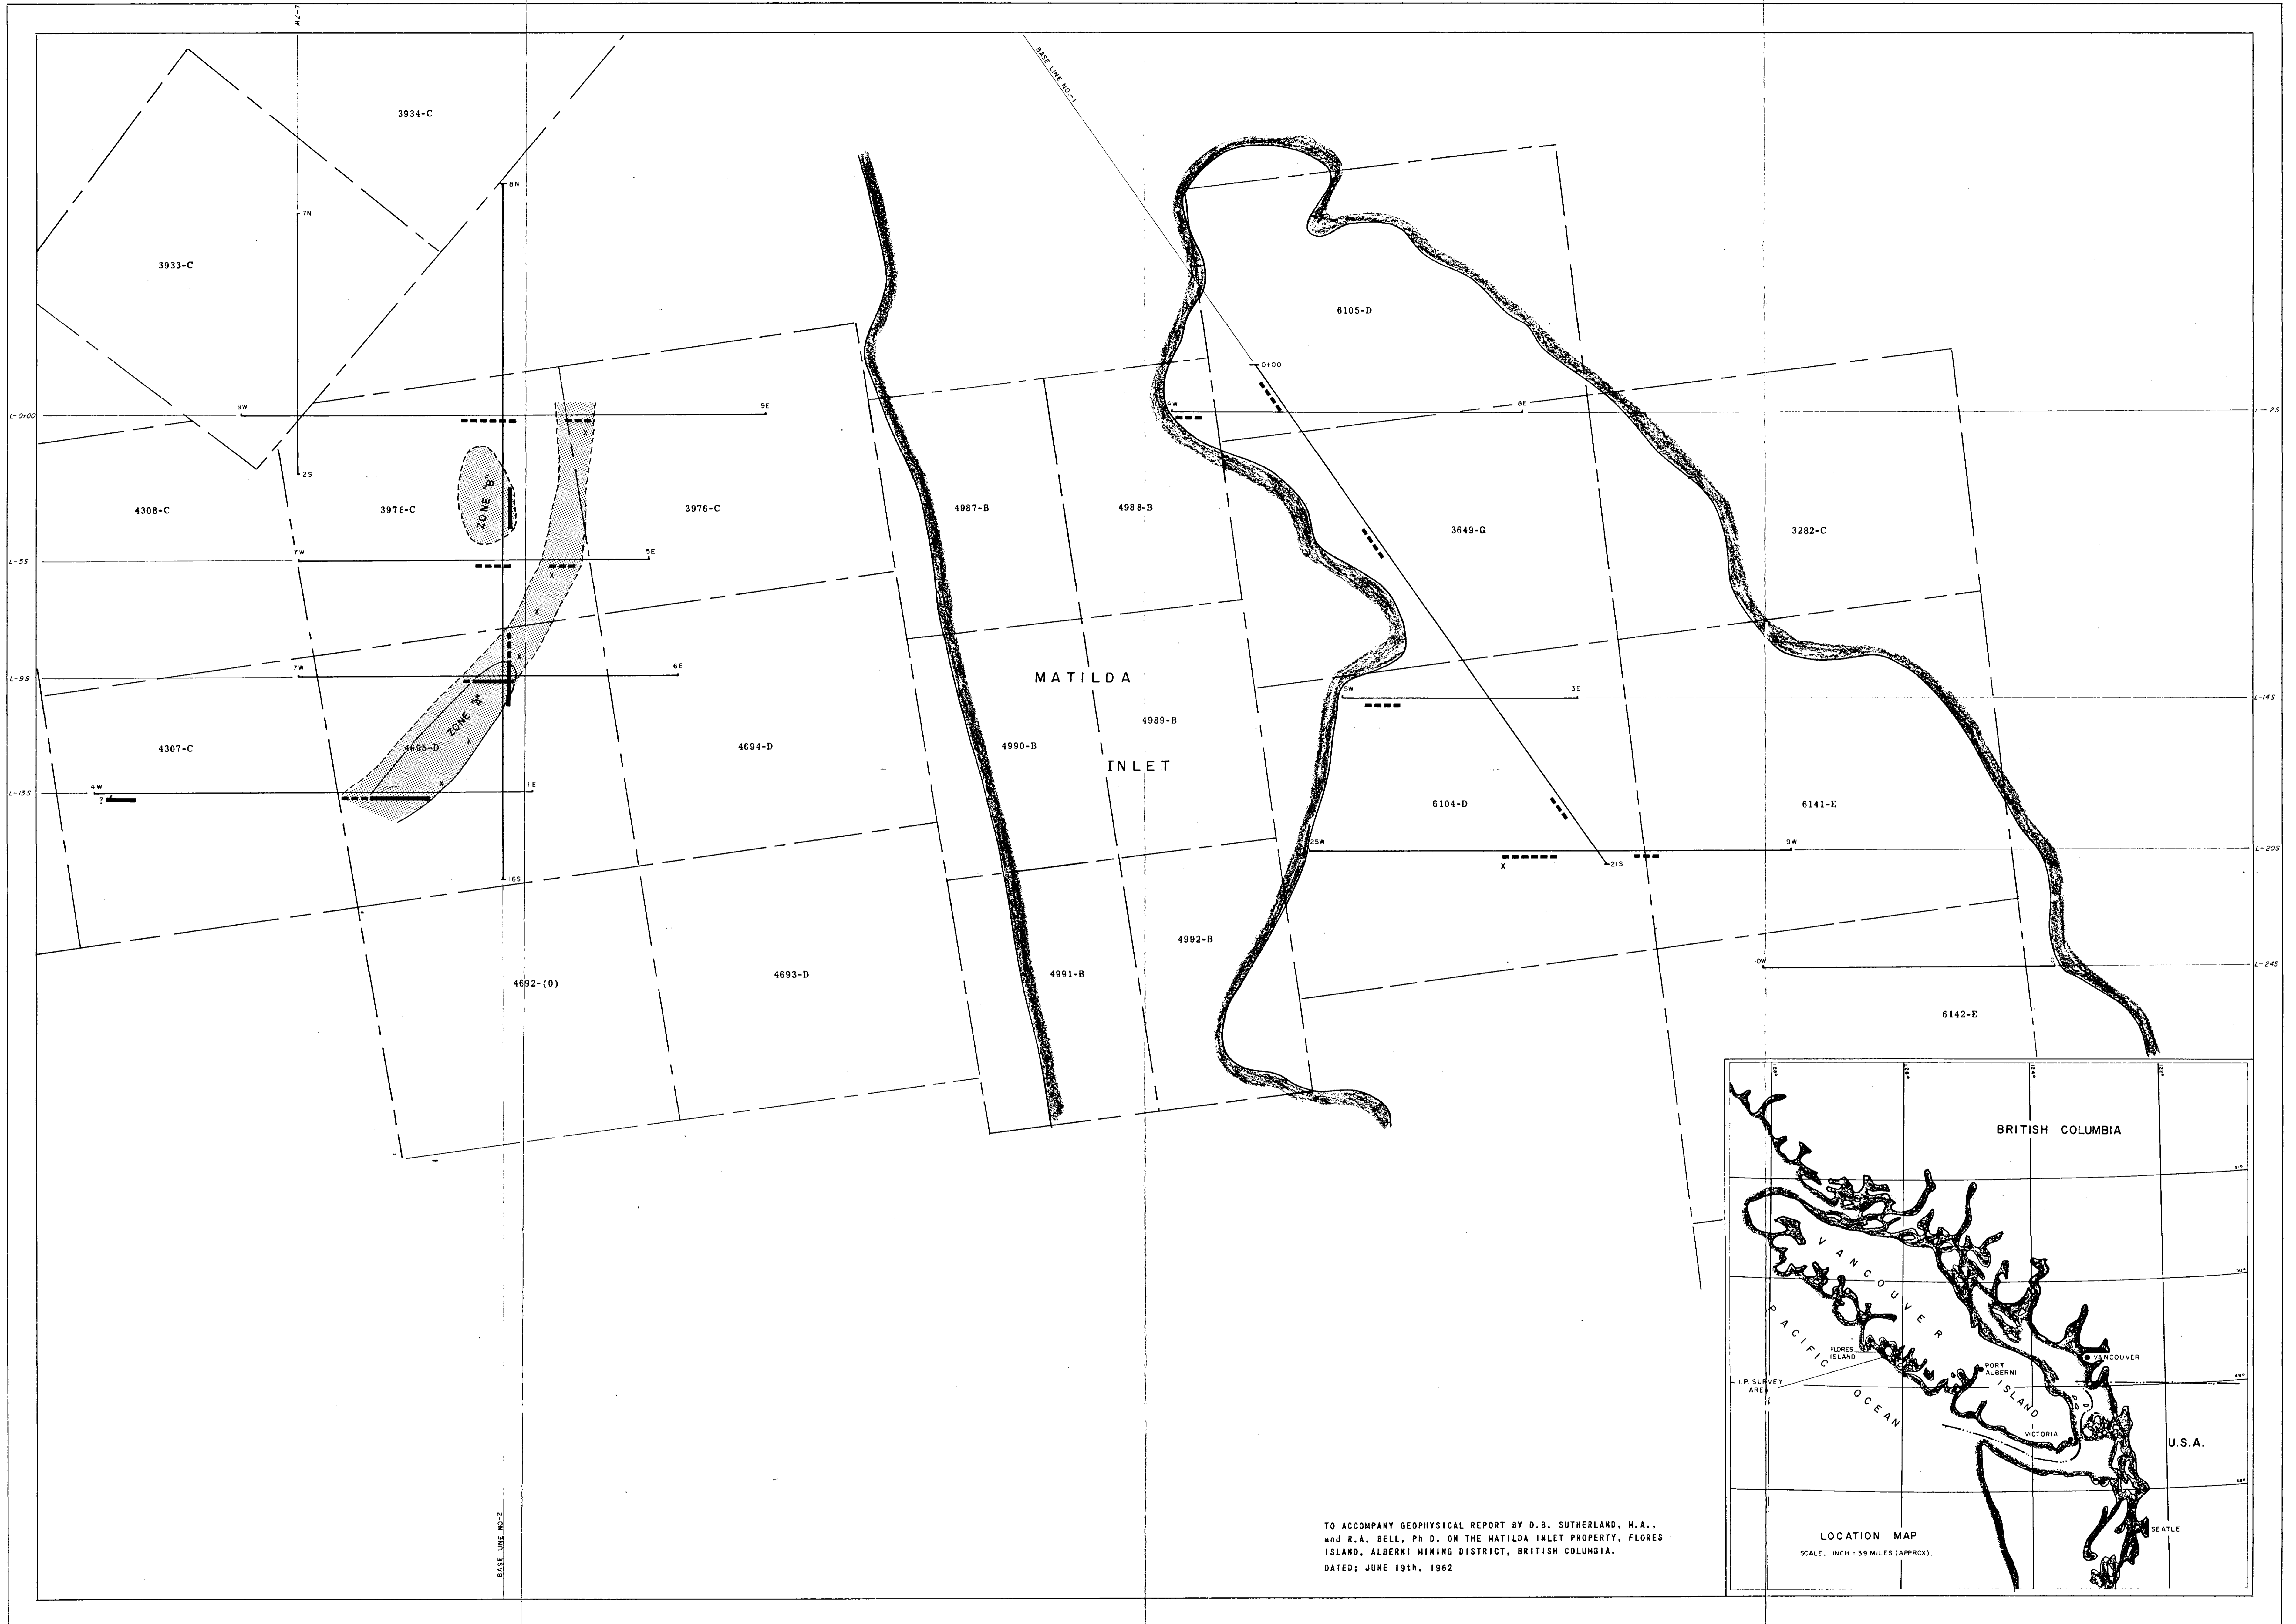 L-7W
BASE LINE NO.-1
3934-C
8N
7N
3933-C
6105-D
0+00
L-0+00
9W
9E
4W
8E
L-2S
X
2S
ZONE "B"
4308-C
3978-C
3976-C
4987-B
4988-B
3649-G
3282-C
L-5S
7W
5E
X
X
X
L-9S
7W
6E
MATILDA
5W
3E
L-14S
ZONE "A"
4989-B
X
4307-C
4695-D
4694-D
4990-B
INLET
X
L-13S
14W
1E
?
6104-D
6141-E
25W
9W
L-20S
X
21S
16S
4992-B
10W
0
L-24S
4692-(0)
4693-D
4991-B
6142-E
BRITISH COLUMBIA
51°
50°
49°
48°
VANCOUVER
ISLAND
PACIFIC
OCEAN
FLORES
ISLAND
PORT
ALBERNI
VANCOUVER
I.P. SURVEY
AREA
VICTORIA
U.S.A.
SEATLE
LOCATION MAP
SCALE, 1 INCH = 39 MILES (APPROX).
BASE LINE NO-2
TO ACCOMPANY GEOPHYSICAL REPORT BY D.B. SUTHERLAND, M.A.,
and R.A. BELL, Ph D. ON THE MATILDA INLET PROPERTY, FLORES
ISLAND, ALBERNI MINING DISTRICT, BRITISH COLUMBIA.
DATED; JUNE 19th, 1962